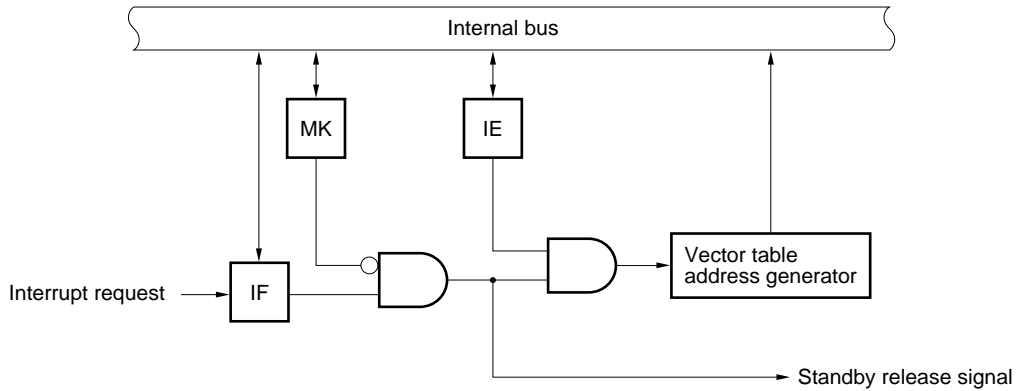 Internal bus
MK
IE
Interrupt request
IF
Vector table
address generator
Standby release signal